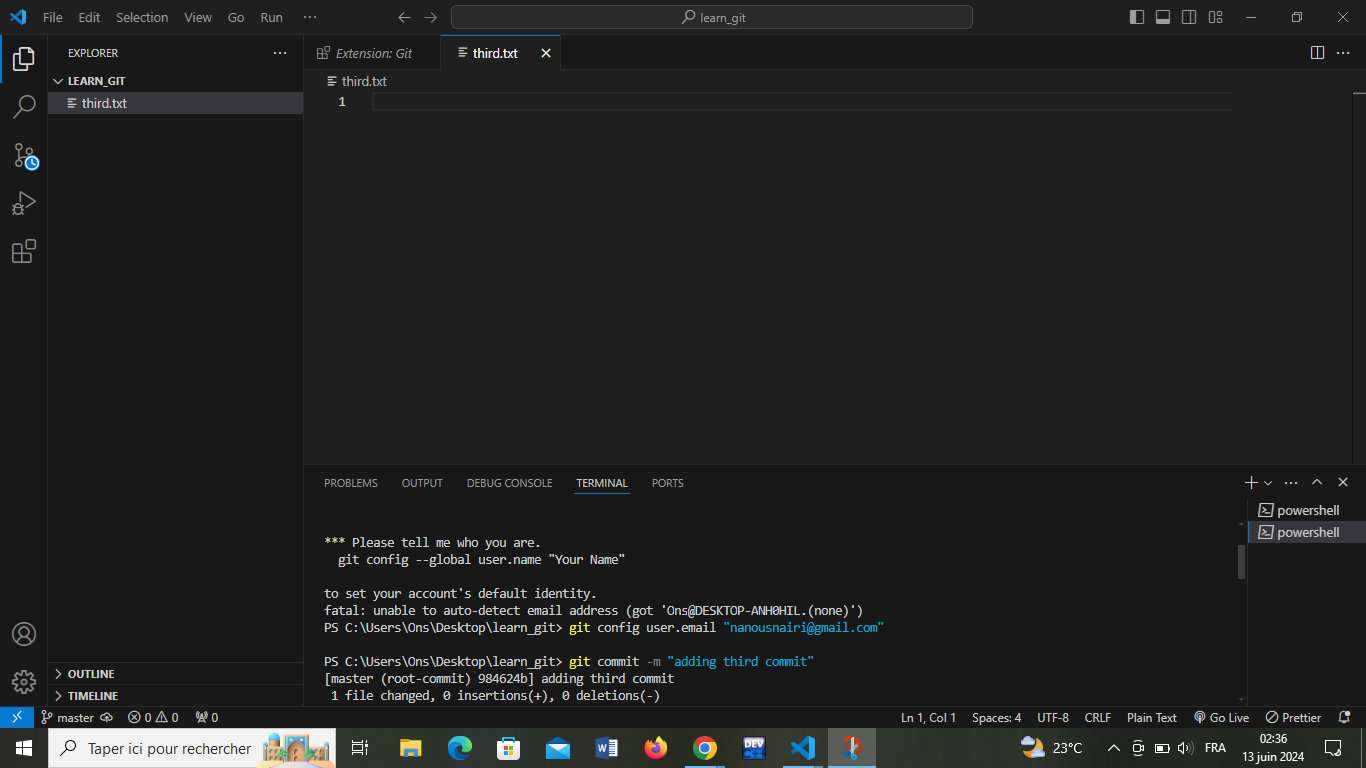 File Edit Selection View Go Run ··· learn_git
EXPLORER ···
LEARN_GIT
third.txt
Extension: Git third.txt
third.txt
1
PROBLEMS OUTPUT DEBUG CONSOLE TERMINAL PORTS
powershell
powershell
*** Please tell me who you are.
git config --global user.name "Your Name"
to set your account's default identity.
fatal: unable to auto-detect email address (got 'Ons@DESKTOP-ANH0HIL.(none)')
PS C:\Users\Ons\Desktop\learn_git> git config user.email "nanousnairi@gmail.com"
PS C:\Users\Ons\Desktop\learn_git> git commit -m "adding third commit"
[master (root-commit) 984624b] adding third commit
1 file changed, 0 insertions(+), 0 deletions(-)
OUTLINE
TIMELINE
master 0 0 0 Ln 1, Col 1 Spaces: 4 UTF-8 CRLF Plain Text Go Live Prettier
Taper ici pour rechercher DEV 23°C FRA 02:36
13 juin 2024